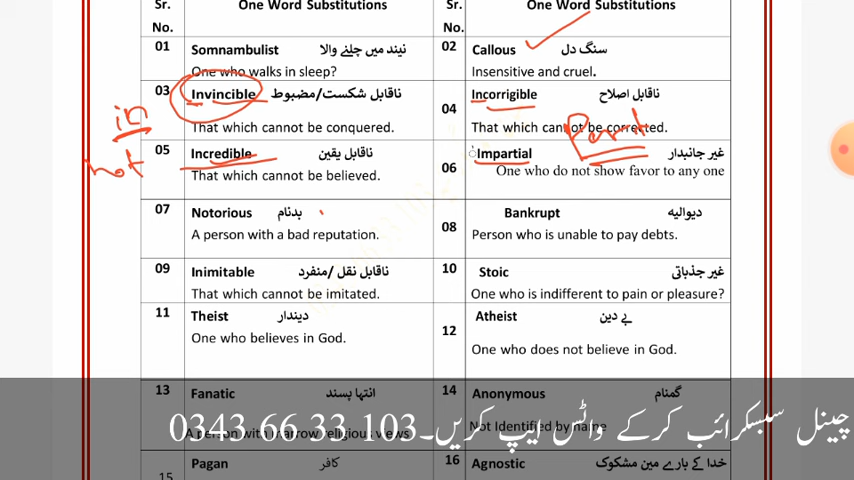 Sr. One Word Substitutions Sr. One Word Substitutions
No. No.
01 Somnambulist نیند میں چلنے والا 02 Callous سنگ دل
One who walks in sleep? Insensitive and cruel.
03 Invincible ناقابل شکست/مضبوط 04 Incorrigible ناقابل اصلاح
in
That which cannot be conquered. That which cannot be corrected.
Part
05 Incredible ناقابل یقین 06 Impartial غیر جانبدار
not
That which cannot be believed. One who do not show favor to any one
07 Notorious بدنام 08 Bankrupt دیوالیہ
A person with a bad reputation. Person who is unable to pay debts.
09 Inimitable ناقابل نقل /منفرد 10 Stoic غیر جذباتی
That which cannot be imitated. One who is indifferent to pain or pleasure?
11 Theist دیندار 12 Atheist بے دین
One who believes in God. One who does not believe in God.
13 Fanatic انتہا پسند 14 Anonymous گمنام
A person with narrow religious views Not Identified by name
چینل سبسکرائب کرکے واٹس ایپ کریں۔0343 66 33 103
15 Pagan کافر 16 Agnostic خدا کے بارے مین مشکوک